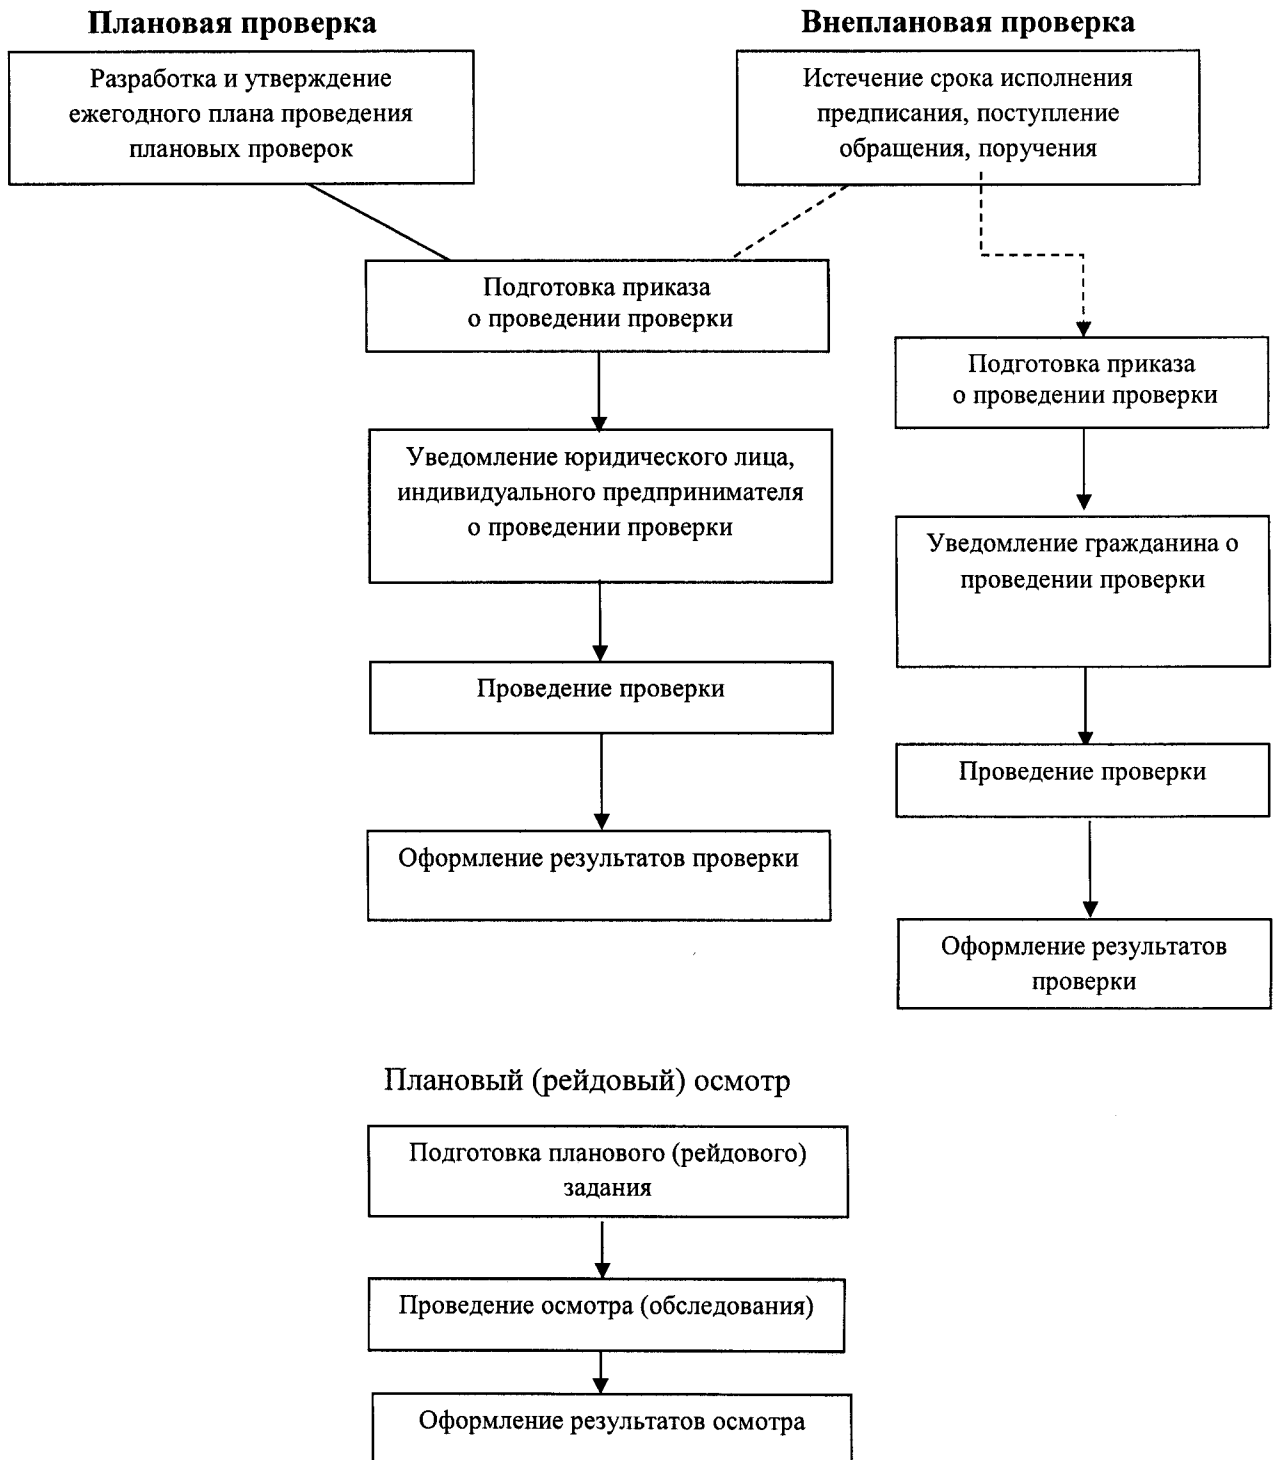 Плановая проверка
Внеплановая проверка
Разработка и утверждение
ежегодного плана проведения
плановых проверок
Истечение срока исполнения
предписания, поступление
обращения, поручения
Подготовка приказа
о проведении проверки
Подготовка приказа
о проведении проверки
Уведомление юридического лица,
индивидуального предпринимателя
о проведении проверки
Уведомление гражданина о
проведении проверки
Проведение проверки
Проведение проверки
Оформление результатов проверки
Оформление результатов
проверки
Плановый (рейдовый) осмотр
Подготовка планового (рейдового)
задания
Проведение осмотра (обследования)
Оформление результатов осмотра